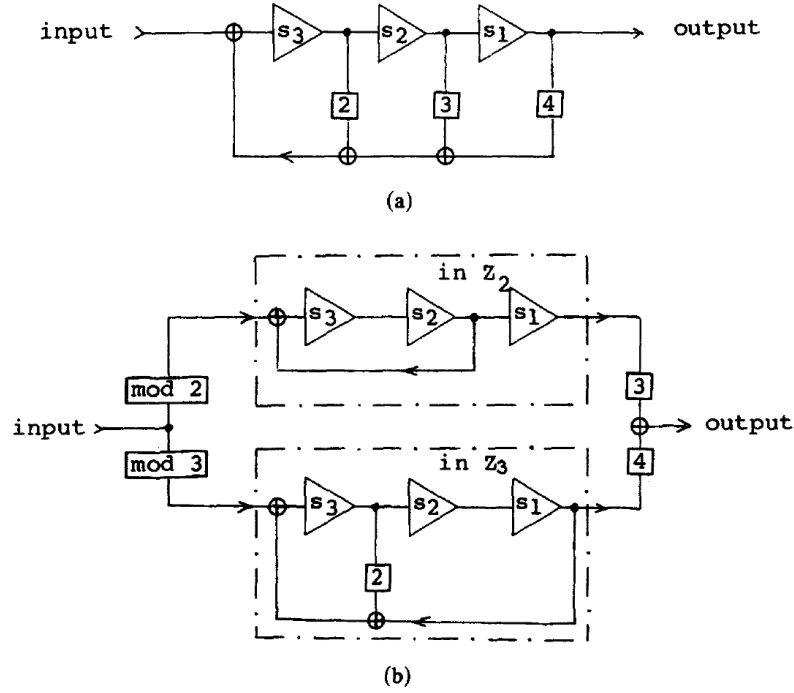 input s3 s2 s1 output
2 3 4
(a)
in Z2
s3 s2 s1
mod 2 3
input output
mod 3 4
in Z3
s3 s2 s1
2
(b)